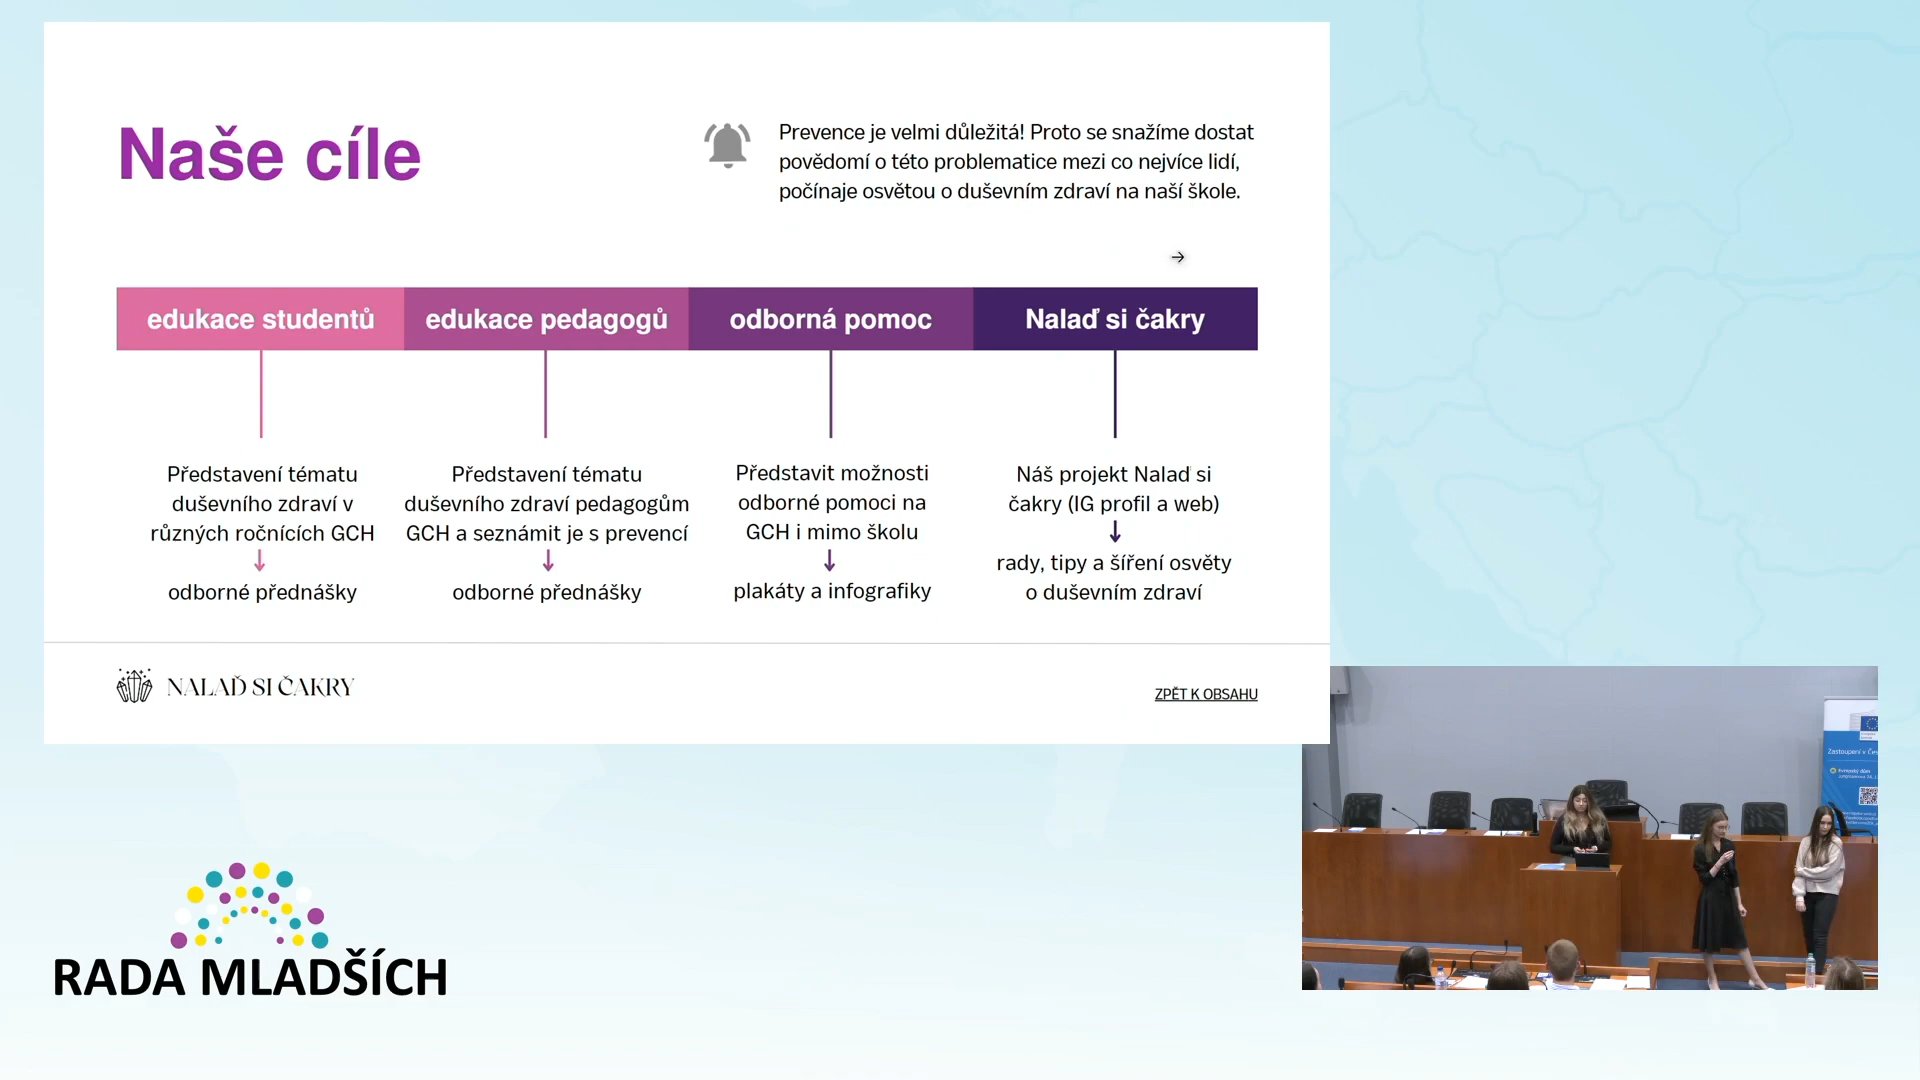 Naše cíle
Prevence je velmi důležitá! Proto se snažíme dostat
povědomí o této problematice mezi co nejvíce lidí,
počínaje osvětou o duševním zdraví na naší škole.
edukace studentů
edukace pedagogů
odborná pomoc
Nalaď si čakry
Představení tématu
duševního zdraví v
různých ročnících GCH
odborné přednášky
Představení tématu
duševního zdraví pedagogům
GCH a seznámit je s prevencí
odborné přednášky
Představit možnosti
odborné pomoci na
GCH i mimo školu
plakáty a infografiky
Náš projekt Nalaď si
čakry (IG profil a web)
rady, tipy a šíření osvěty
o duševním zdraví
NALAĎ SI ČAKRY
ZPĚT K OBSAHU
Zastoupení v
Evropský dům
RADA MLADŠÍCH